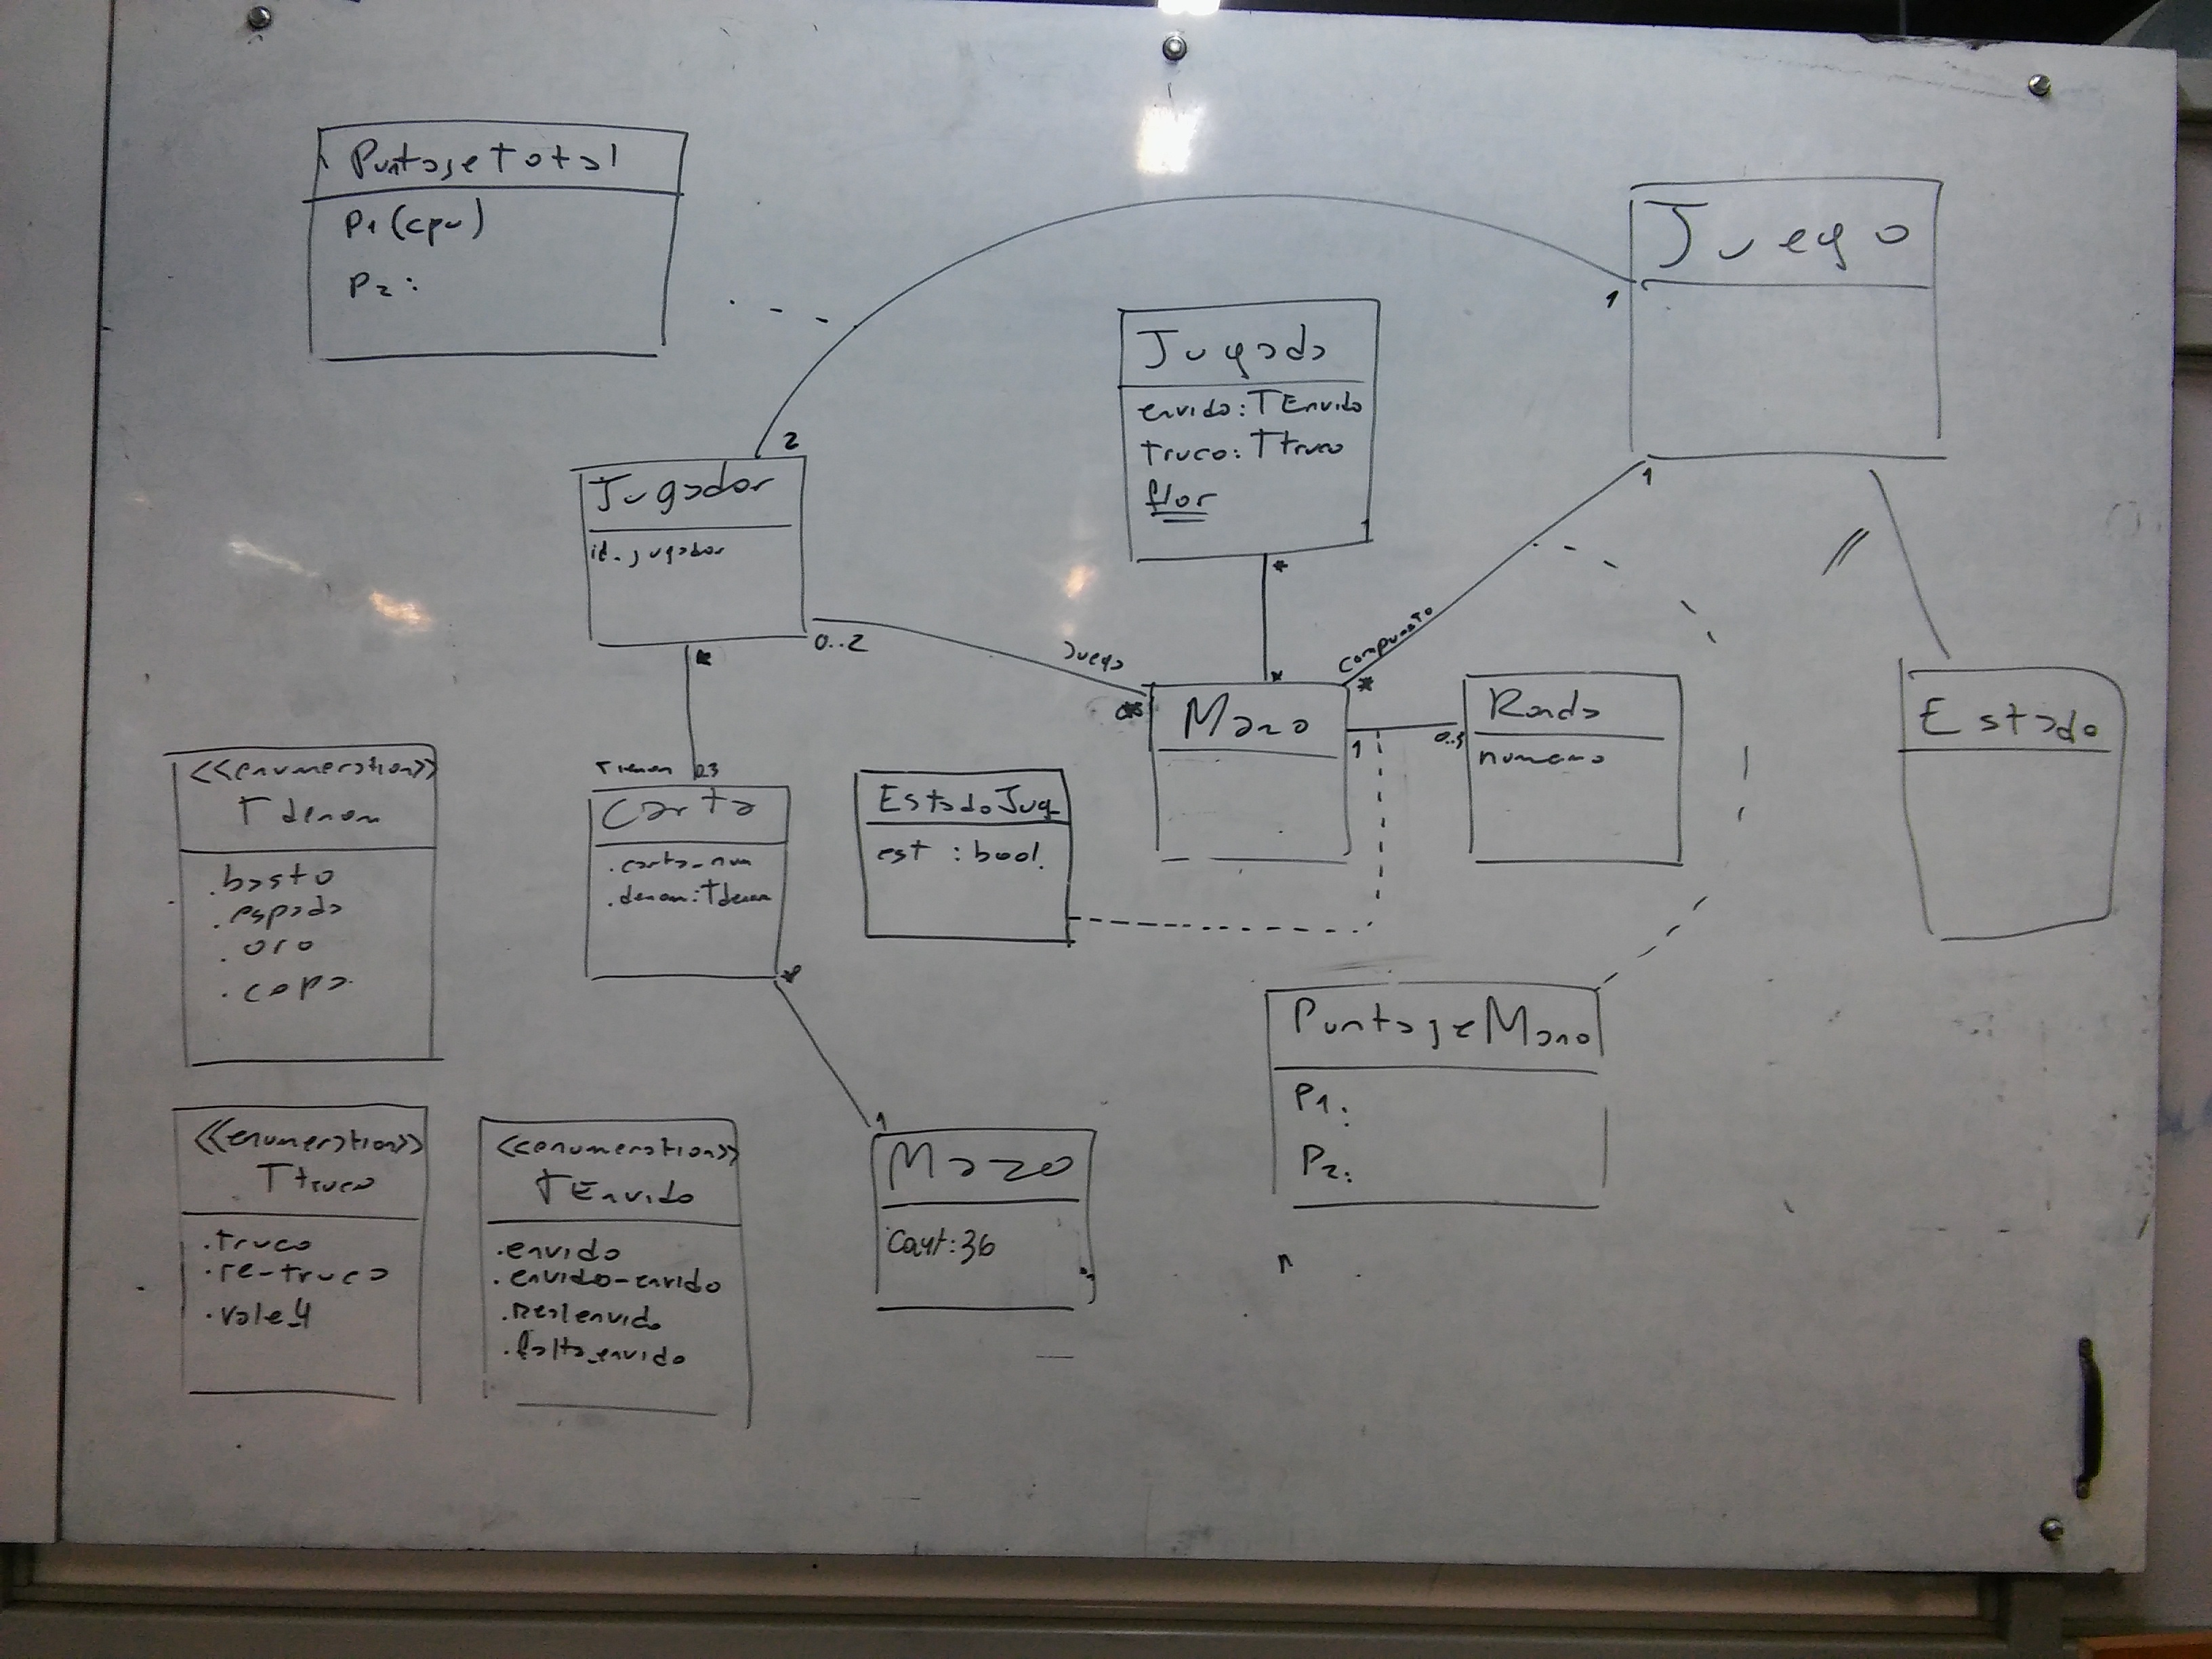 PuntajeTotal
P1 (cpu)
P2:
Juego
1
1
Jugada
envido: TEnvido
truco: Ttruco
flor
1
*
*
2
Jugador
id_jugador
0..2
*
juega
compuesto
*
Mano
1
0..3
Ronda
numero
Estado
Tienen
0.3
Carta
.carta_num
.denom: Tdenom
*
EstadoJug
est : bool.
<<enumeration>>
Tdenom
.basto
.espada
.oro
.copa
PuntajeMano
P1:
P2:
<<enumeration>>
Ttruco
.truco
.re-truco
.vale_4
<<enumeration>>
TEnvido
.envido
.envido-envido
.Realenvido
.falta_envido
1
Mazo
Cant: 36